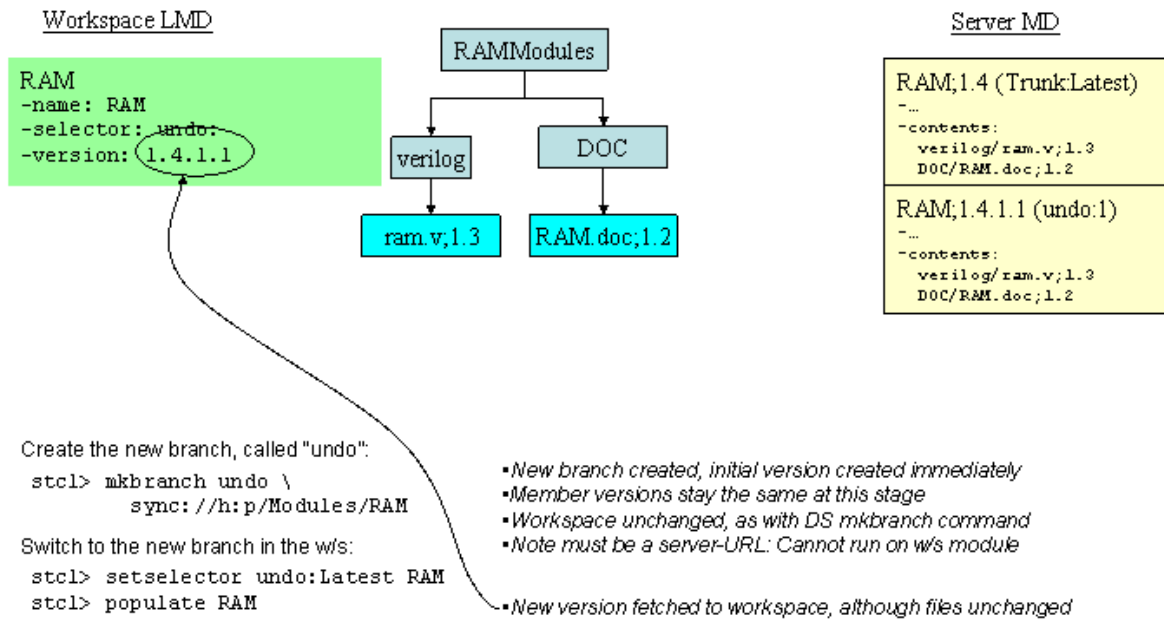 Workspace LMD
RAM
-name: RAM
-selector: undo:
-version: 1.4.1.1
RAMModules
verilog
DOC
ram.v;1.3
RAM.doc;1.2
Server MD
RAM;1.4 (Trunk:Latest)
-...
-contents:
verilog/ram.v;1.3
DOC/RAM.doc;1.2
RAM;1.4.1.1 (undo:1)
-...
-contents:
verilog/ram.v;1.3
DOC/RAM.doc;1.2
Create the new branch, called "undo":
stcl> mkbranch undo \
sync://h:p/Modules/RAM
Switch to the new branch in the w/s:
stcl> setselector undo:Latest RAM
stcl> populate RAM
▪New branch created, initial version created immediately
▪Member versions stay the same at this stage
▪Workspace unchanged, as with DS mkbranch command
▪Note must be a server-URL: Cannot run on w/s module
▪New version fetched to workspace, although files unchanged